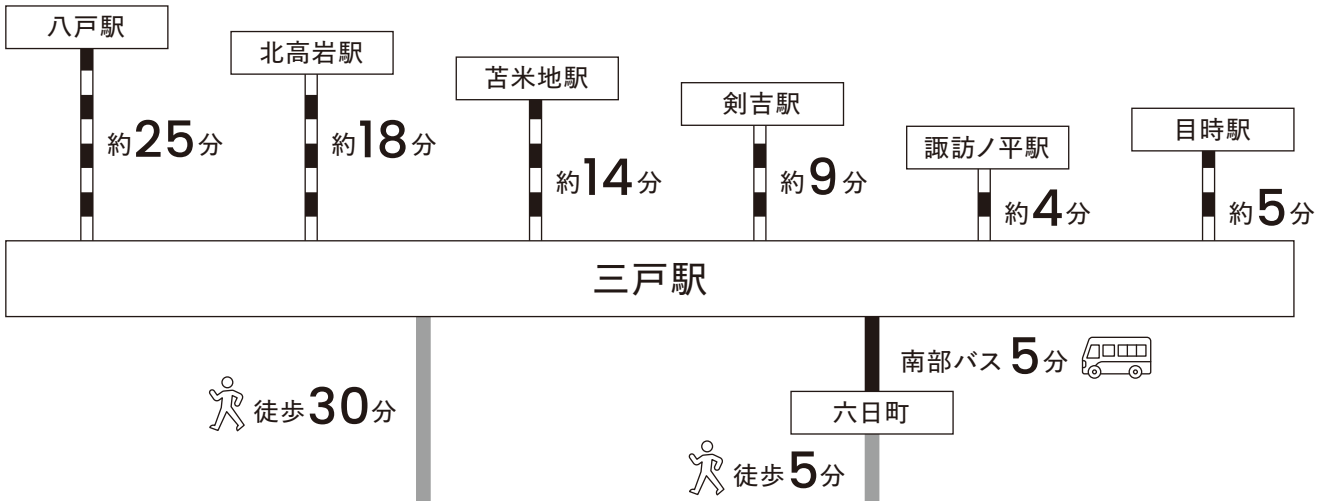 八戸駅
約25分
北高岩駅
約18分
苫米地駅
約14分
剣吉駅
約9分
諏訪ノ平駅
約4分
目時駅
約5分
三戸駅
徒歩30分
南部バス5分
六日町
徒歩5分